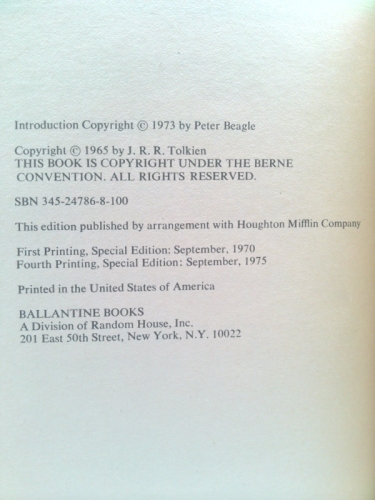 Introduction Copyright © 1973 by Peter Beagle
Copyright © 1965 by J. R. R. Tolkien
THIS BOOK IS COPYRIGHT UNDER THE BERNE
CONVENTION. ALL RIGHTS RESERVED.
SBN 345-24786-8-100
This edition published by arrangement with Houghton Mifflin Company
First Printing, Special Edition: September, 1970
Fourth Printing, Special Edition: September, 1975
Printed in the United States of America
BALLANTINE BOOKS
A Division of Random House, Inc.
201 East 50th Street, New York, N.Y. 10022